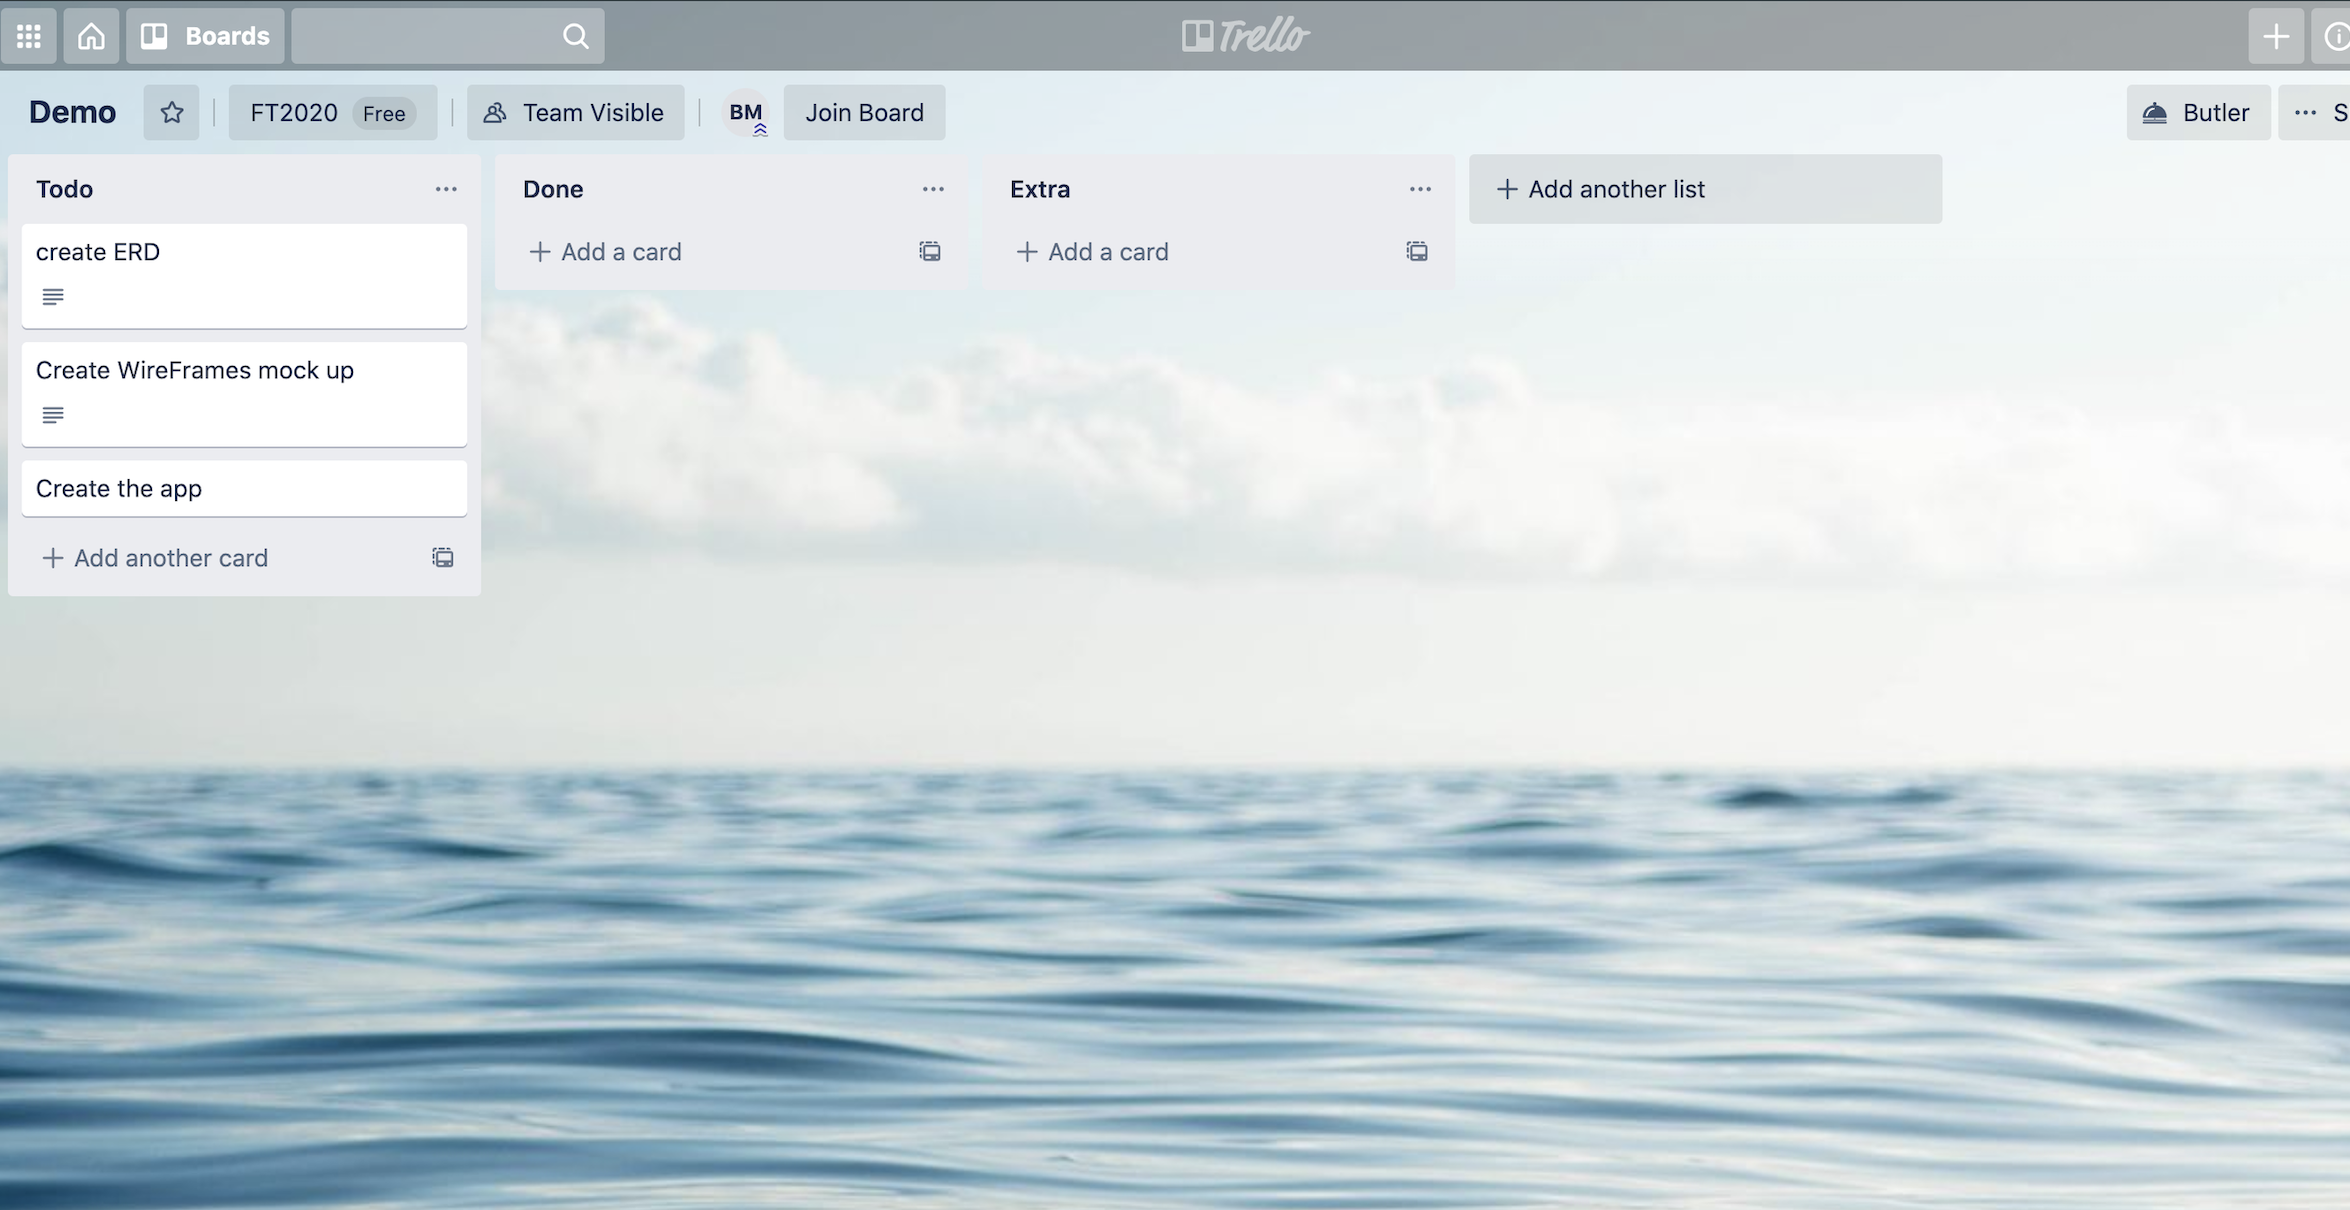 Boards
Trello
Demo
FT2020 Free
Team Visible
BM
Join Board
Butler
Todo
create ERD
Create WireFrames mock up
Create the app
Add another card
Done
Add a card
Extra
Add a card
Add another list